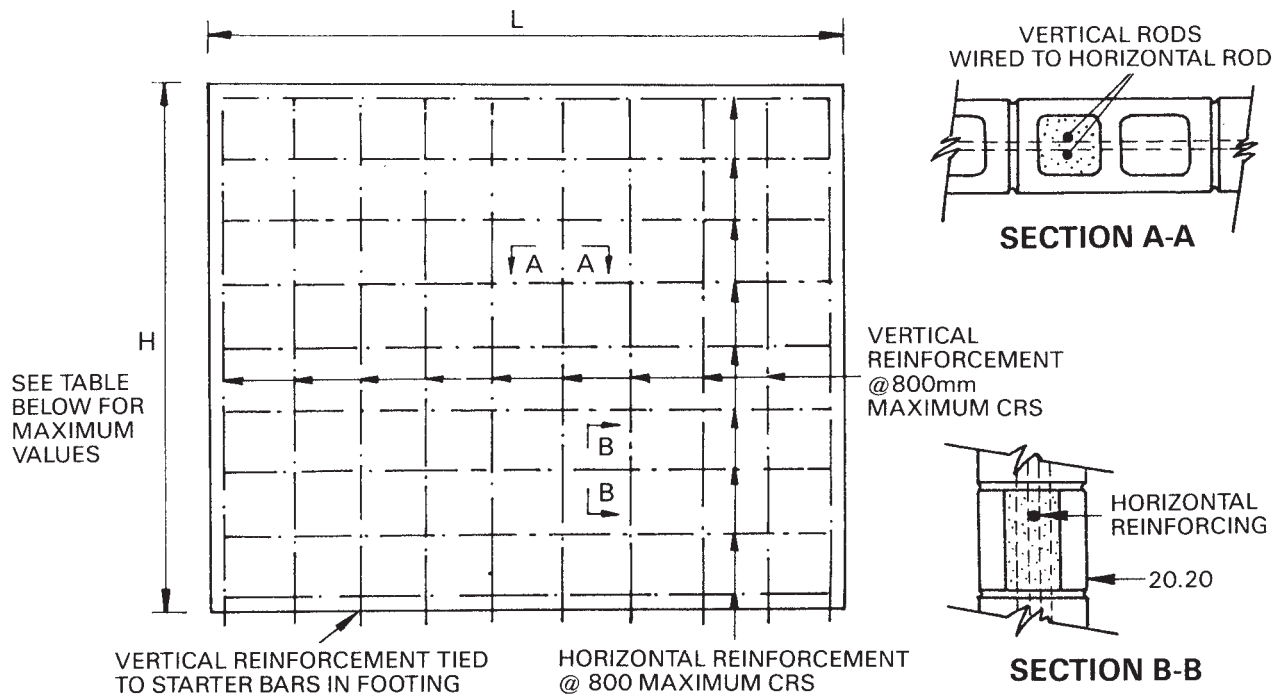 L
VERTICAL RODS
WIRED TO HORIZONTAL ROD
SECTION A-A
A A
H
SEE TABLE
BELOW FOR
MAXIMUM
VALUES
VERTICAL
REINFORCEMENT
@800mm
MAXIMUM CRS
B
B
HORIZONTAL
REINFORCING
20.20
SECTION B-B
VERTICAL REINFORCEMENT TIED
TO STARTER BARS IN FOOTING
HORIZONTAL REINFORCEMENT
@ 800 MAXIMUM CRS